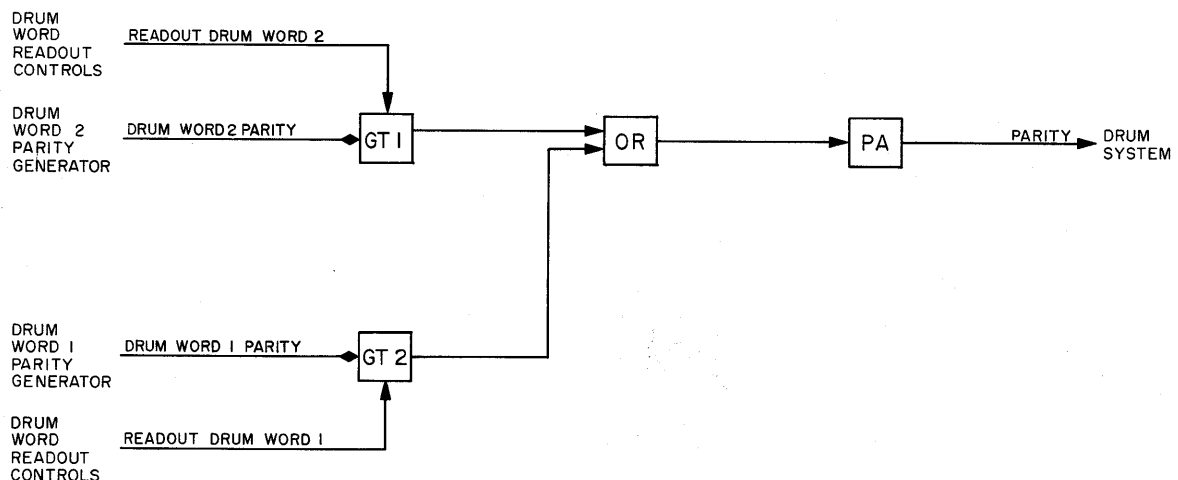 DRUM
WORD
READOUT
CONTROLS
READOUT DRUM WORD 2
DRUM
WORD 2
PARITY
GENERATOR
DRUM WORD 2 PARITY
GT 1
OR
PA
PARITY
DRUM
SYSTEM
DRUM
WORD 1
PARITY
GENERATOR
DRUM WORD 1 PARITY
GT 2
DRUM
WORD
READOUT
CONTROLS
READOUT DRUM WORD 1